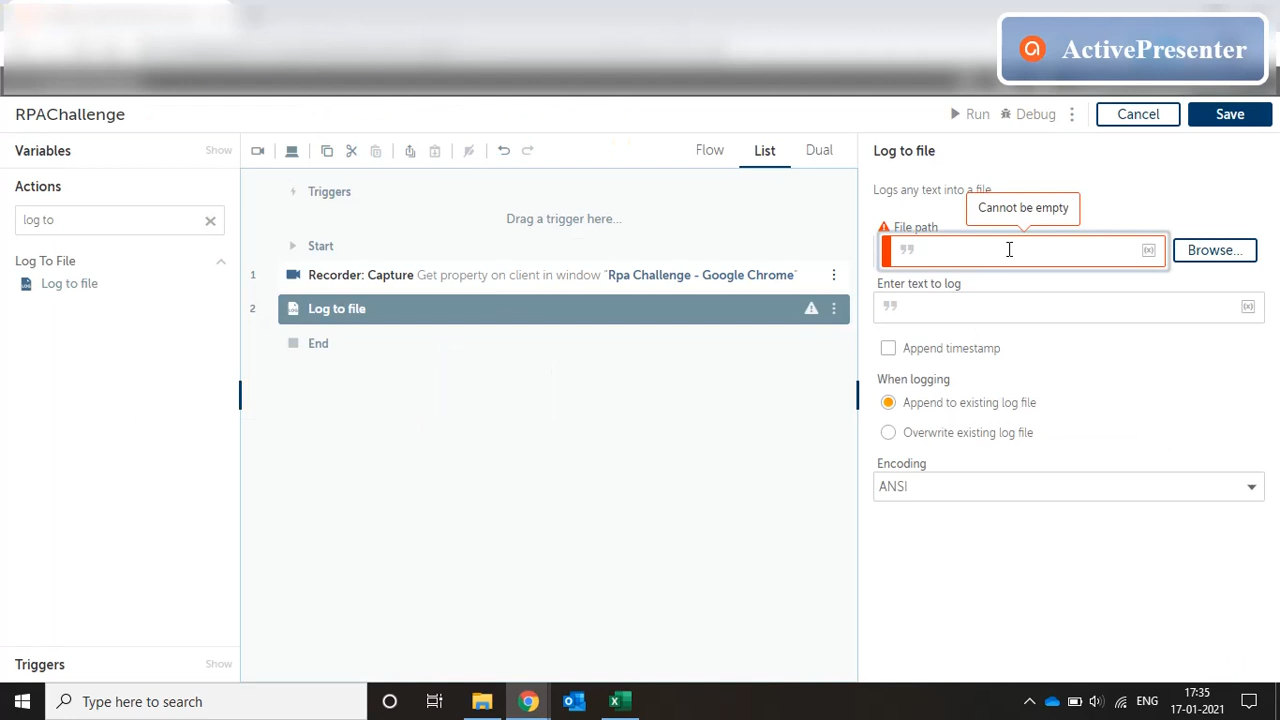 ActivePresenter
RPAChallenge
Run Debug Cancel Save
Variables Show
Flow List Dual
Log to file
Actions
log to
Log To File
Log to file
Triggers
Drag a trigger here...
Start
1 Recorder: Capture Get property on client in window "Rpa Challenge - Google Chrome"
2 Log to file
End
Logs any text into a file
Cannot be empty
File path
Browse...
Enter text to log
Append timestamp
When logging
Append to existing log file
Overwrite existing log file
Encoding
ANSI
Triggers Show
Type here to search
ENG
17:35
17-01-2021